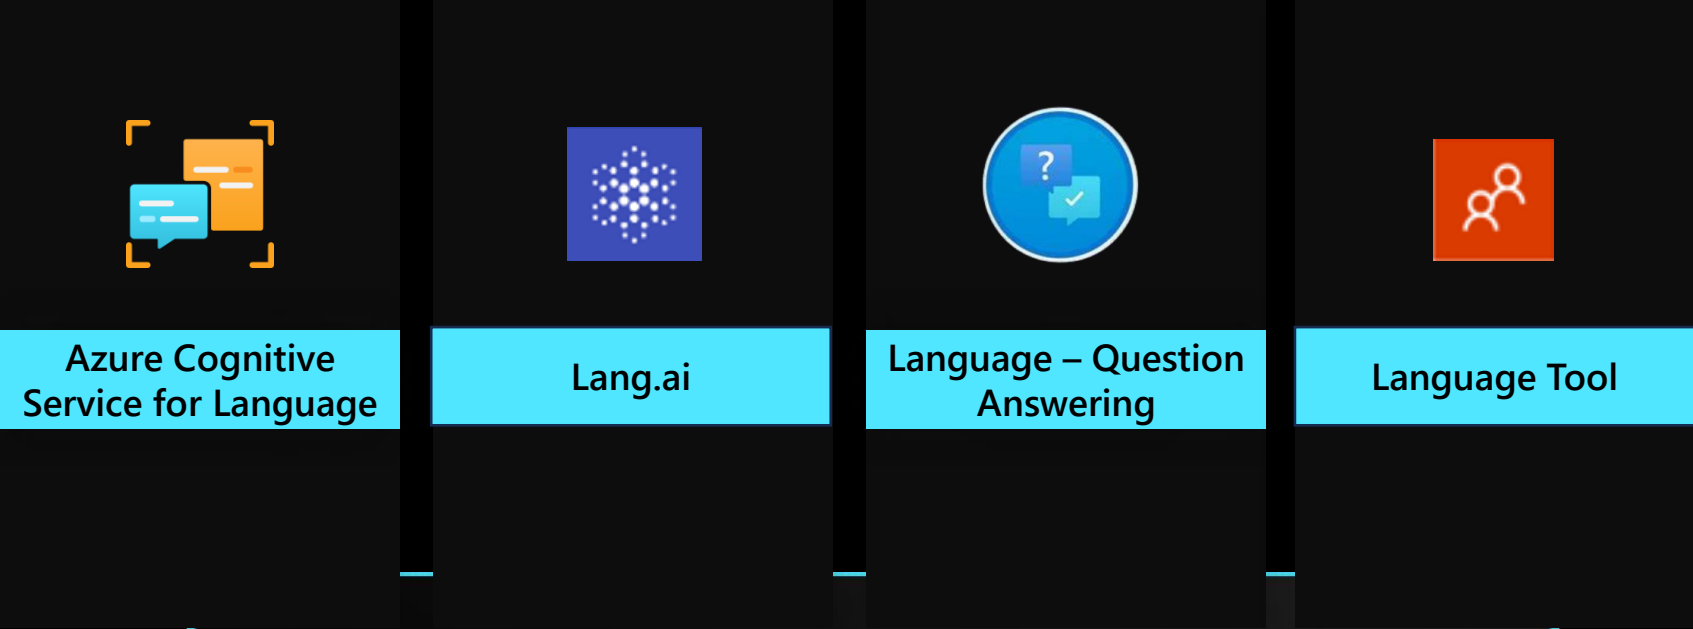 ?
Azure Cognitive
Service for Language
Lang.ai
Language – Question
Answering
Language Tool